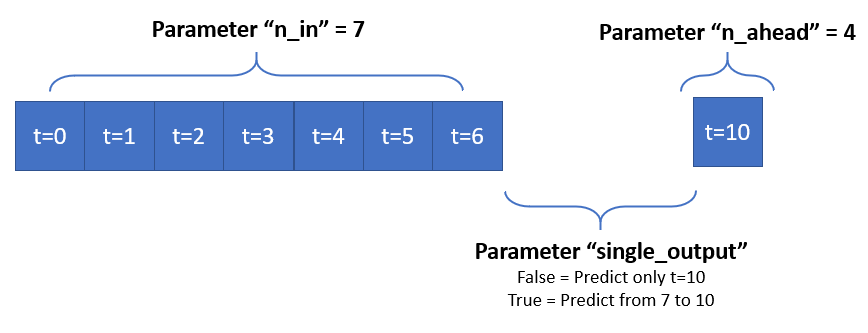 Parameter “n_in” = 7
Parameter “n_ahead” = 4
t=0 t=1 t=2 t=3 t=4 t=5 t=6 t=10
Parameter “single_output”
False = Predict only t=10
True = Predict from 7 to 10